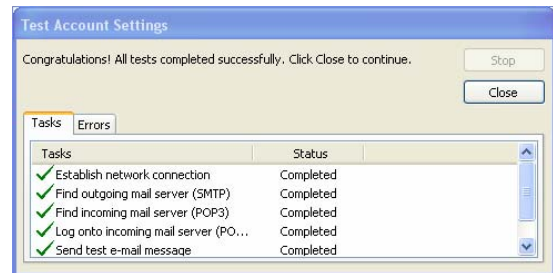 Test Account Settings
Congratulations! All tests completed successfully. Click Close to continue.
Stop
Close
Tasks Errors
Tasks Status
Establish network connection Completed
Find outgoing mail server (SMTP) Completed
Find incoming mail server (POP3) Completed
Log onto incoming mail server (PO... Completed
Send test e-mail message Completed